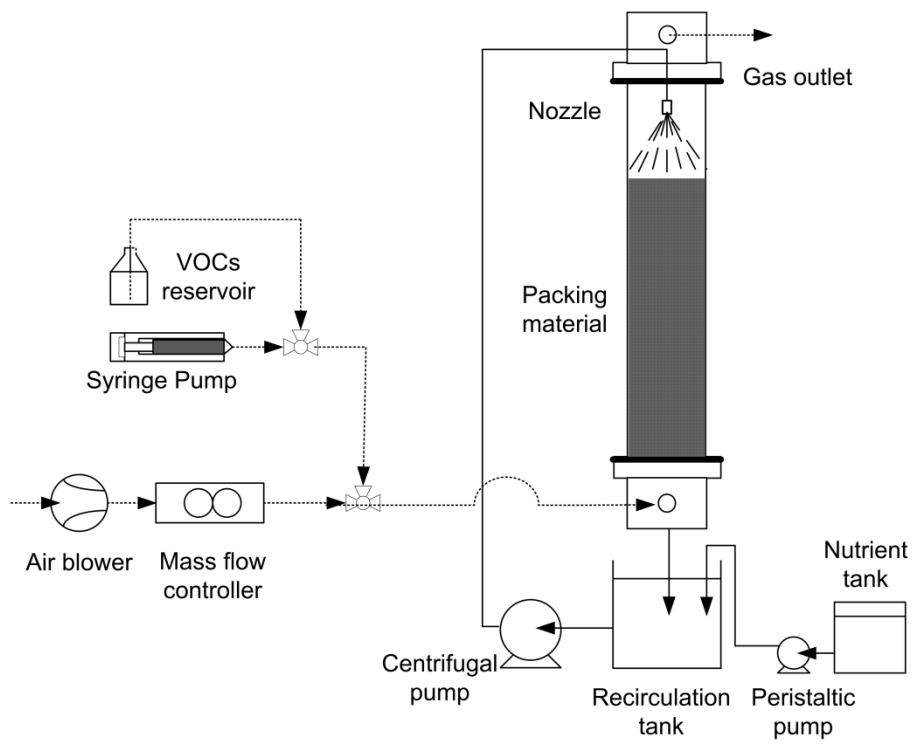 Gas outlet
Nozzle
VOCs
reservoir
Packing
material
Syringe Pump
Air blower
Mass flow
controller
Nutrient
tank
Centrifugal
pump
Recirculation
tank
Peristaltic
pump